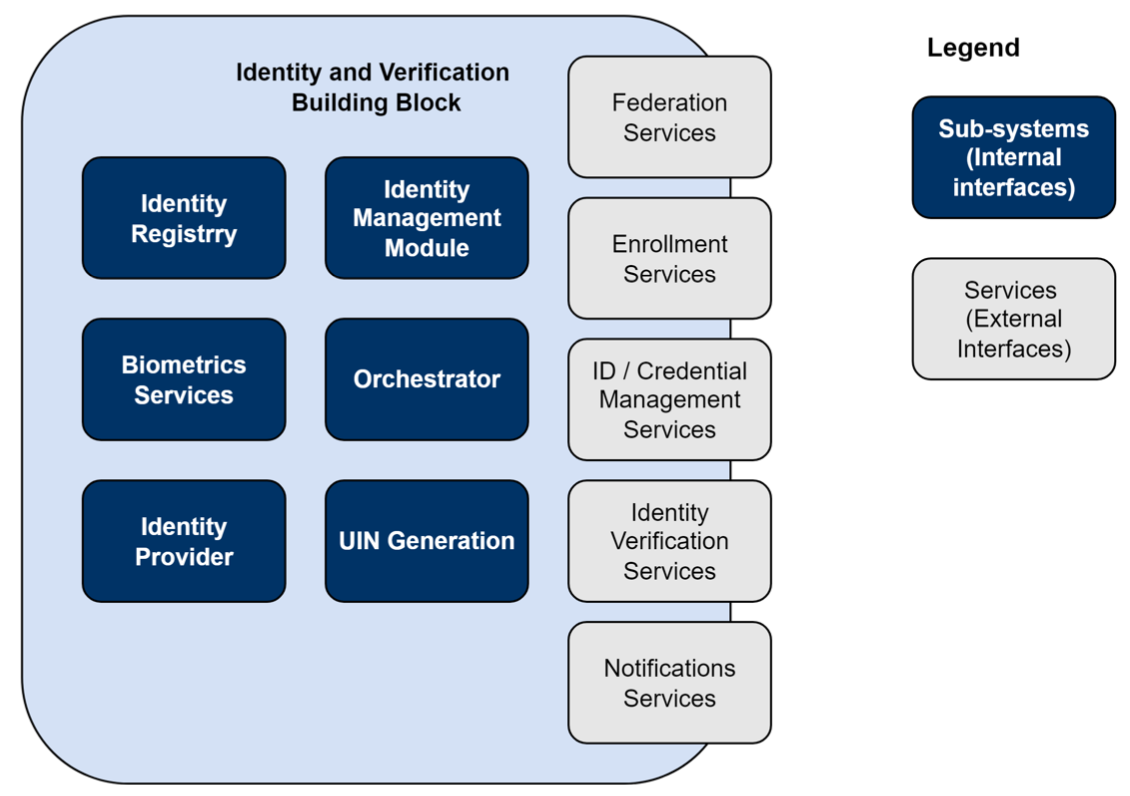 Identity and Verification
Building Block
Identity
Registrry
Identity
Management
Module
Biometrics
Services
Orchestrator
Identity
Provider
UIN Generation
Federation
Services
Enrollment
Services
ID / Credential
Management
Services
Identity
Verification
Services
Notifications
Services
Legend
Sub-systems
(Internal
interfaces)
Services
(External
Interfaces)